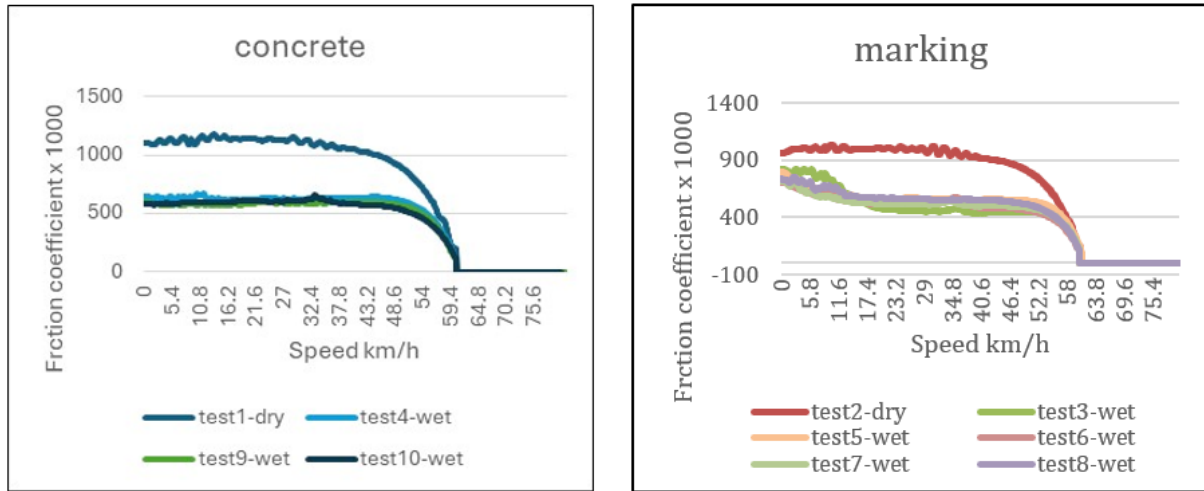 concrete
Frction coefficient x 1000
1500
1000
500
0
0 5.4 10.8 16.2 21.6 27 32.4 37.8 43.2 48.6 54 59.4 64.8 70.2 75.6
Speed km/h
test1-dry test4-wet
test9-wet test10-wet
marking
Frction coefficient x 1000
1400
900
400
-100
0 5.8 11.6 17.4 23.2 29 34.8 40.6 46.4 52.2 58 63.8 69.6 75.4
Speed km/h
test2-dry test3-wet
test5-wet test6-wet
test7-wet test8-wet